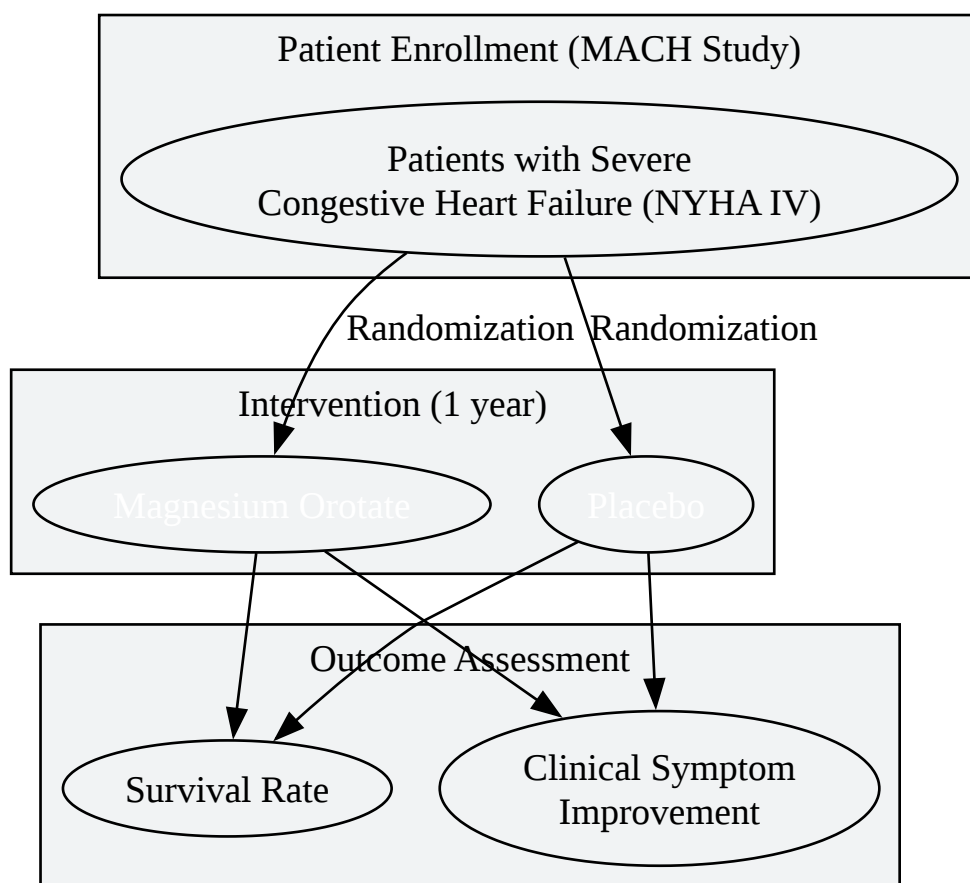 Patient Enrollment (MACH Study)
Patients with Severe
Congestive Heart Failure (NYHA IV)
Randomization
Randomization
Intervention (1 year)
Magnesium Orotate
Placebo
Outcome Assessment
Survival Rate
Clinical Symptom
Improvement